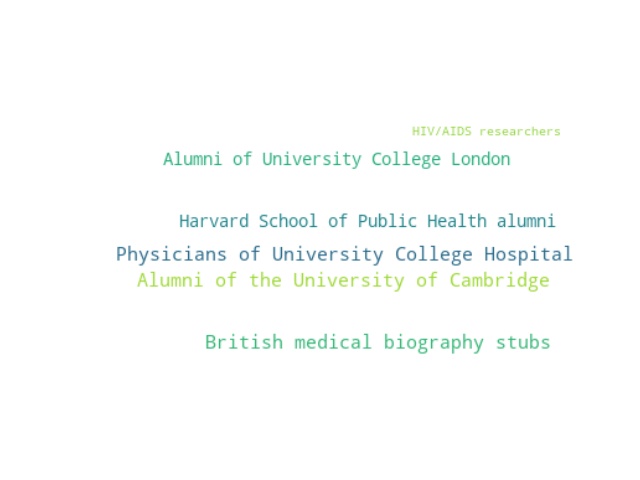 HIV/AIDS researchers
Alumni of University College London
Harvard School of Public Health alumni
Physicians of University College Hospital
Alumni of the University of Cambridge
British medical biography stubs